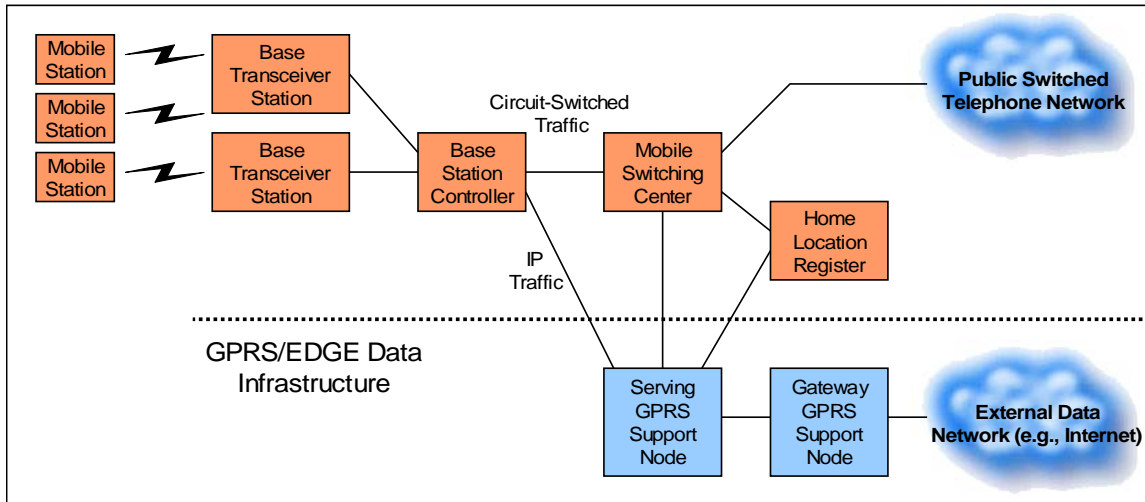 Mobile
Station
Mobile
Station
Mobile
Station
Base
Transceiver
Station
Base
Transceiver
Station
Base
Station
Controller
Circuit-Switched
Traffic
Mobile
Switching
Center
Public Switched
Telephone Network
Home
Location
Register
IP
Traffic
GPRS/EDGE Data
Infrastructure
Serving
GPRS
Support
Node
Gateway
GPRS
Support
Node
External Data
Network (e.g., Internet)